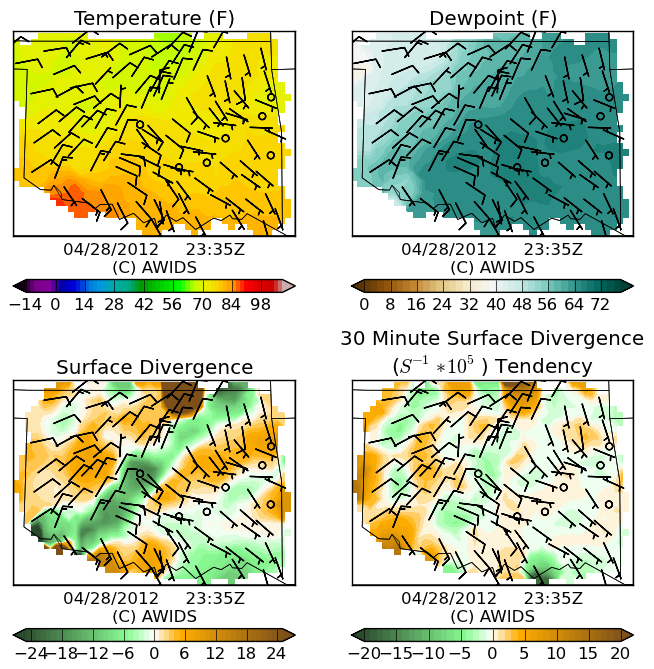 Temperature (F)
Dewpoint (F)
04/28/2012 23:35Z
(C) AWIDS
04/28/2012 23:35Z
(C) AWIDS
−14 0 14 28 42 56 70 84 98
0 8 16 24 32 40 48 56 64 72
Surface Divergence
30 Minute Surface Divergence
(S⁻¹ ∗10⁵ ) Tendency
04/28/2012 23:35Z
(C) AWIDS
04/28/2012 23:35Z
(C) AWIDS
−24 −18 −12 −6 0 6 12 18 24
−20 −15 −10 −5 0 5 10 15 20